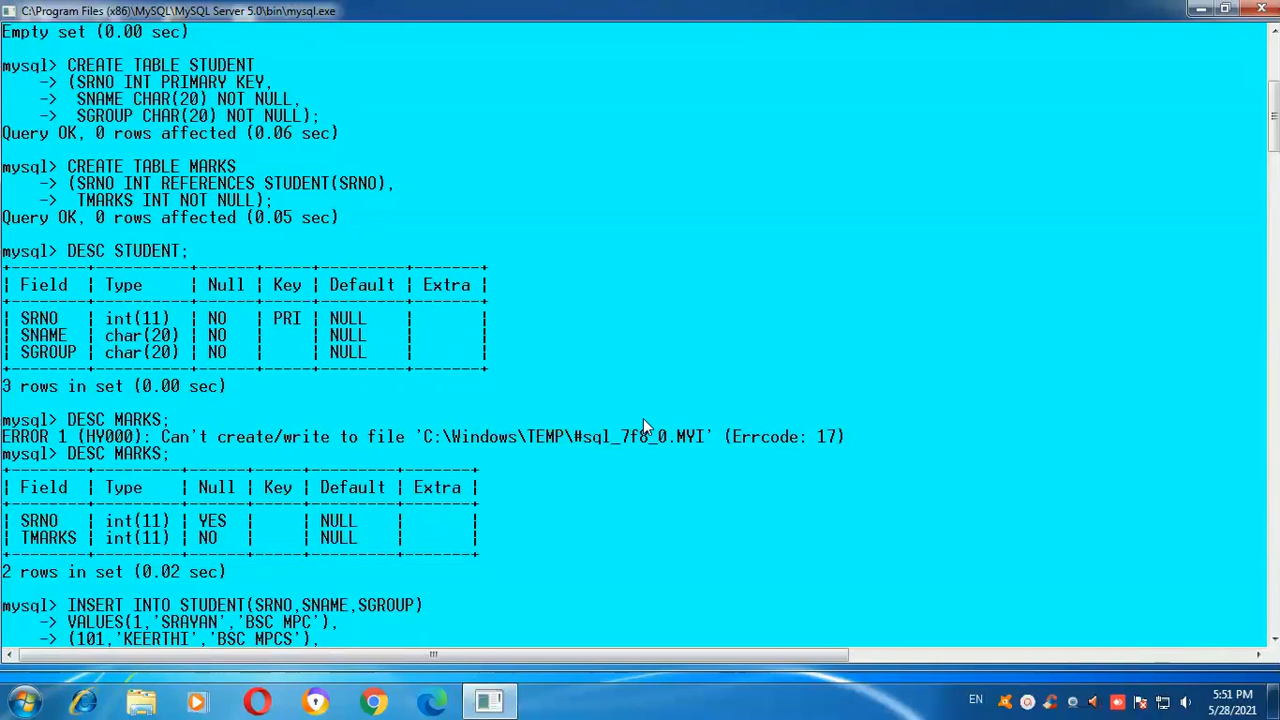 C:\Program Files (x86)\MySQL\MySQL Server 5.0\bin\mysql.exe
Empty set (0.00 sec)
mysql> CREATE TABLE STUDENT
    -> (SRNO INT PRIMARY KEY,
    ->  SNAME CHAR(20) NOT NULL,
    ->  SGROUP CHAR(20) NOT NULL);
Query OK, 0 rows affected (0.06 sec)
mysql> CREATE TABLE MARKS
    -> (SRNO INT REFERENCES STUDENT(SRNO),
    ->  TMARKS INT NOT NULL);
Query OK, 0 rows affected (0.05 sec)
mysql> DESC STUDENT;
+--------+----------+------+-----+---------+-------+
| Field  | Type     | Null | Key | Default | Extra |
+--------+----------+------+-----+---------+-------+
| SRNO   | int(11)  | NO   | PRI | NULL    |       |
| SNAME  | char(20) | NO   |     | NULL    |       |
| SGROUP | char(20) | NO   |     | NULL    |       |
+--------+----------+------+-----+---------+-------+
3 rows in set (0.00 sec)
mysql> DESC MARKS;
ERROR 1 (HY000): Can't create/write to file 'C:\Windows\TEMP\#sql_7f8_0.MYI' (Errcode: 17)
mysql> DESC MARKS;
+--------+---------+------+-----+---------+-------+
| Field  | Type    | Null | Key | Default | Extra |
+--------+---------+------+-----+---------+-------+
| SRNO   | int(11) | YES  |     | NULL    |       |
| TMARKS | int(11) | NO   |     | NULL    |       |
+--------+---------+------+-----+---------+-------+
2 rows in set (0.02 sec)
mysql> INSERT INTO STUDENT(SRNO,SNAME,SGROUP)
    -> VALUES(1,'SRAYAN','BSC MPC'),
    -> (101,'KEERTHI','BSC MPCS'),
EN
5:51 PM
5/28/2021